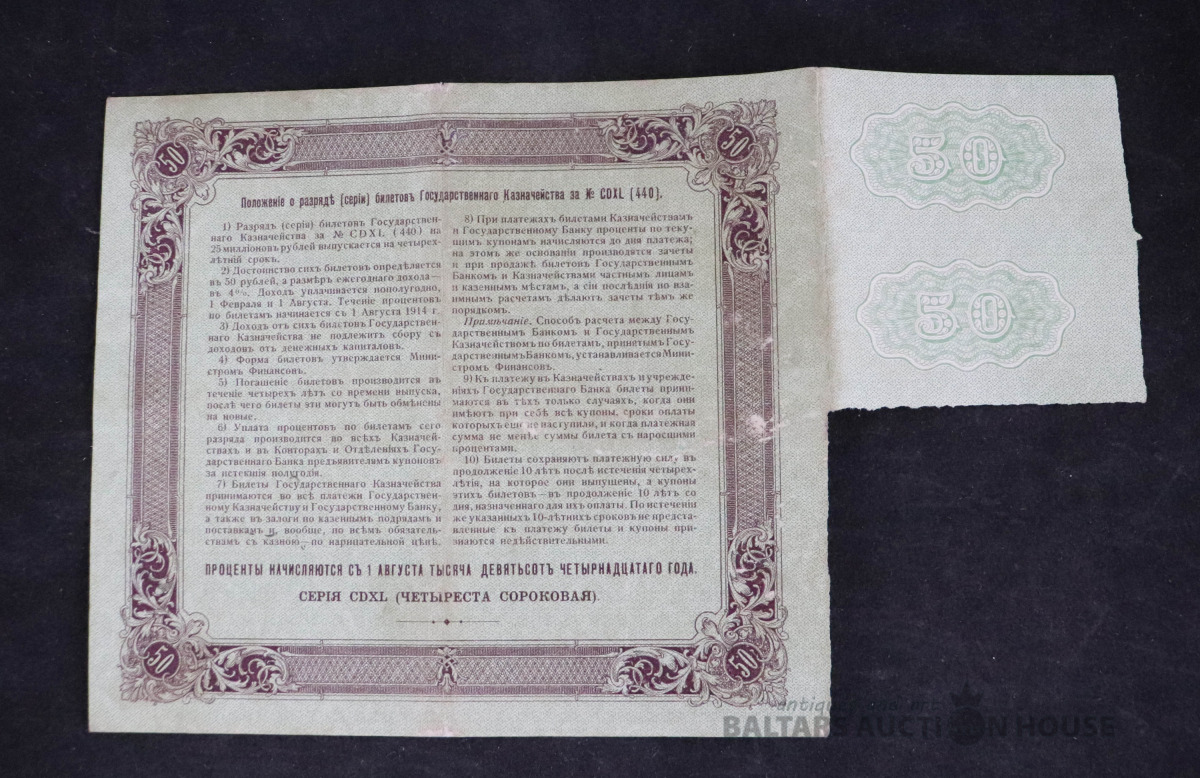 50
50
Положеніе о разрядѣ (серіи) билетовъ Государственнаго Казначейства за № CDXL (440).
1) Разрядъ (серія) билетовъ Государствен-
наго Казначейства за № CDXL (440) на
25 миллионовъ рублей выпускается на четырех-
лѣтній срокъ.
2) Достоинство сихъ билетовъ опредѣляется
въ 50 рублей, а размѣръ ежегоднаго дохода—
въ 4%. Доходъ уплачивается пополугодно,
1 Февраля и 1 Августа. Теченіе процентовъ
по билетамъ начинается съ 1 Августа 1914 г.
3) Доходъ отъ сихъ билетовъ Государствен-
наго Казначейства не подлежитъ сбору съ
доходовъ отъ денежныхъ капиталовъ.
4) Форма билетовъ утверждается Мини-
стромъ Финансовъ.
5) Погашеніе билетовъ производится въ
теченіе четырехъ лѣтъ со времени выпуска,
послѣ чего билеты эти могутъ быть обмѣнены
на новые.
6) Уплата процентовъ по билетамъ сего
разряда производится во всѣхъ Казначей-
ствахъ и въ Конторахъ и Отдѣленіяхъ Госу-
дарственнаго Банка предъявителямъ купоновъ
за истекшія полугодія.
7) Билеты Государственнаго Казначейства
принимаются во всѣ платежи Государствен-
ному Казначейству и Государственному Банку,
а также въ залоги по казеннымъ подрядамъ и
поставкамъ и, вообще, по всѣмъ обязатель-
ствамъ съ казною—по нарицательной цѣнѣ.
8) При платежахъ билетами Казначействамъ
и Государственному Банку проценты по теку-
щимъ купонамъ начисляются до дня платежа;
на этомъ же основаніи производятся зачеты
и при продажѣ билетовъ Государственнымъ
Банкомъ и Казначействами частнымъ лицамъ
и казеннымъ мѣстамъ, а сіи послѣднія по вза-
имнымъ расчетамъ дѣлаютъ зачеты тѣмъ же
порядкомъ.
Примѣчаніе. Способъ расчета между Госу-
дарственнымъ Банкомъ и Государственнымъ
Казначействомъ по билетамъ, принятымъ Госу-
дарственнымъ Банкомъ, устанавливается Мини-
стромъ Финансовъ.
9) Къ платежу въ Казначействахъ и учрежде-
ніяхъ Государственнаго Банка билеты прини-
маются въ тѣхъ только случаяхъ, когда они
имѣютъ при себѣ всѣ купоны, сроки оплаты
которыхъ еще не наступили, и когда платежная
сумма не менѣе суммы билета съ наросшими
процентами.
10) Билеты сохраняютъ платежную силу въ
продолженіе 10 лѣтъ послѣ истеченія четырех-
лѣтія, на которое они выпущены, а купоны
этихъ билетовъ—въ продолженіе 10 лѣтъ со
дня, назначеннаго для ихъ оплаты. По истеченіи
же указанныхъ 10-лѣтнихъ сроковъ не предста-
вленные къ платежу билеты и купоны при-
знаются недѣйствительными.
ПРОЦЕНТЫ НАЧИСЛЯЮТСЯ СЪ 1 АВГУСТА ТЫСЯЧА ДЕВЯТЬСОТЪ ЧЕТЫРНАДЦАТАГО ГОДА.
СЕРІЯ CDXL (ЧЕТЫРЕСТА СОРОКОВАЯ).
50
50
50
50
antiques and art
BALTARS AUCTION HOUSE